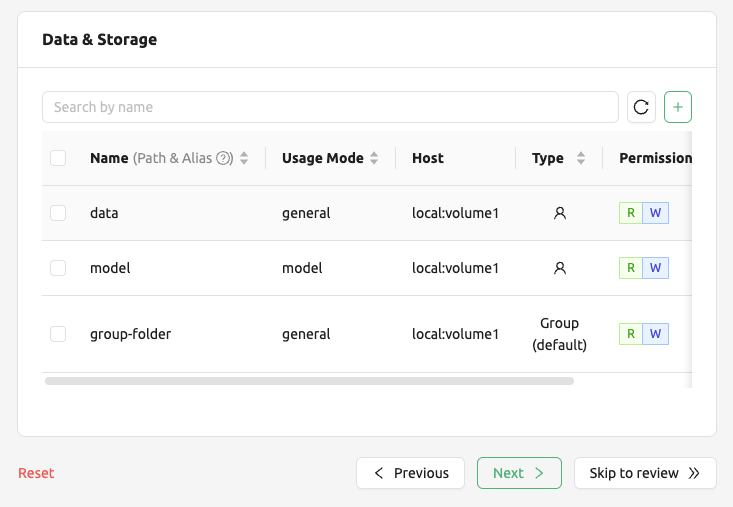 Data & Storage
Search by name
Name (Path & Alias ?) Usage Mode Host Type Permission
data general local:volume1 R W
model model local:volume1 R W
group-folder general local:volume1 Group (default) R W
Reset Previous Next Skip to review